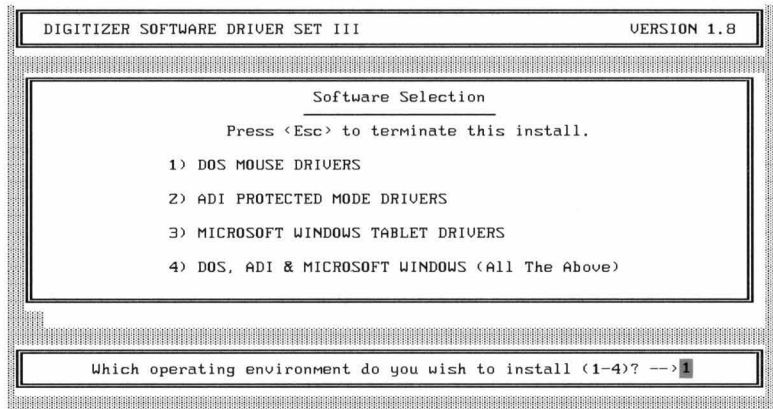 DIGITIZER SOFTWARE DRIVER SET III VERSION 1.8
Software Selection
Press <Esc> to terminate this install.
1) DOS MOUSE DRIVERS
2) ADI PROTECTED MODE DRIVERS
3) MICROSOFT WINDOWS TABLET DRIVERS
4) DOS, ADI & MICROSOFT WINDOWS (All The Above)
Which operating environment do you wish to install (1-4)? -->1